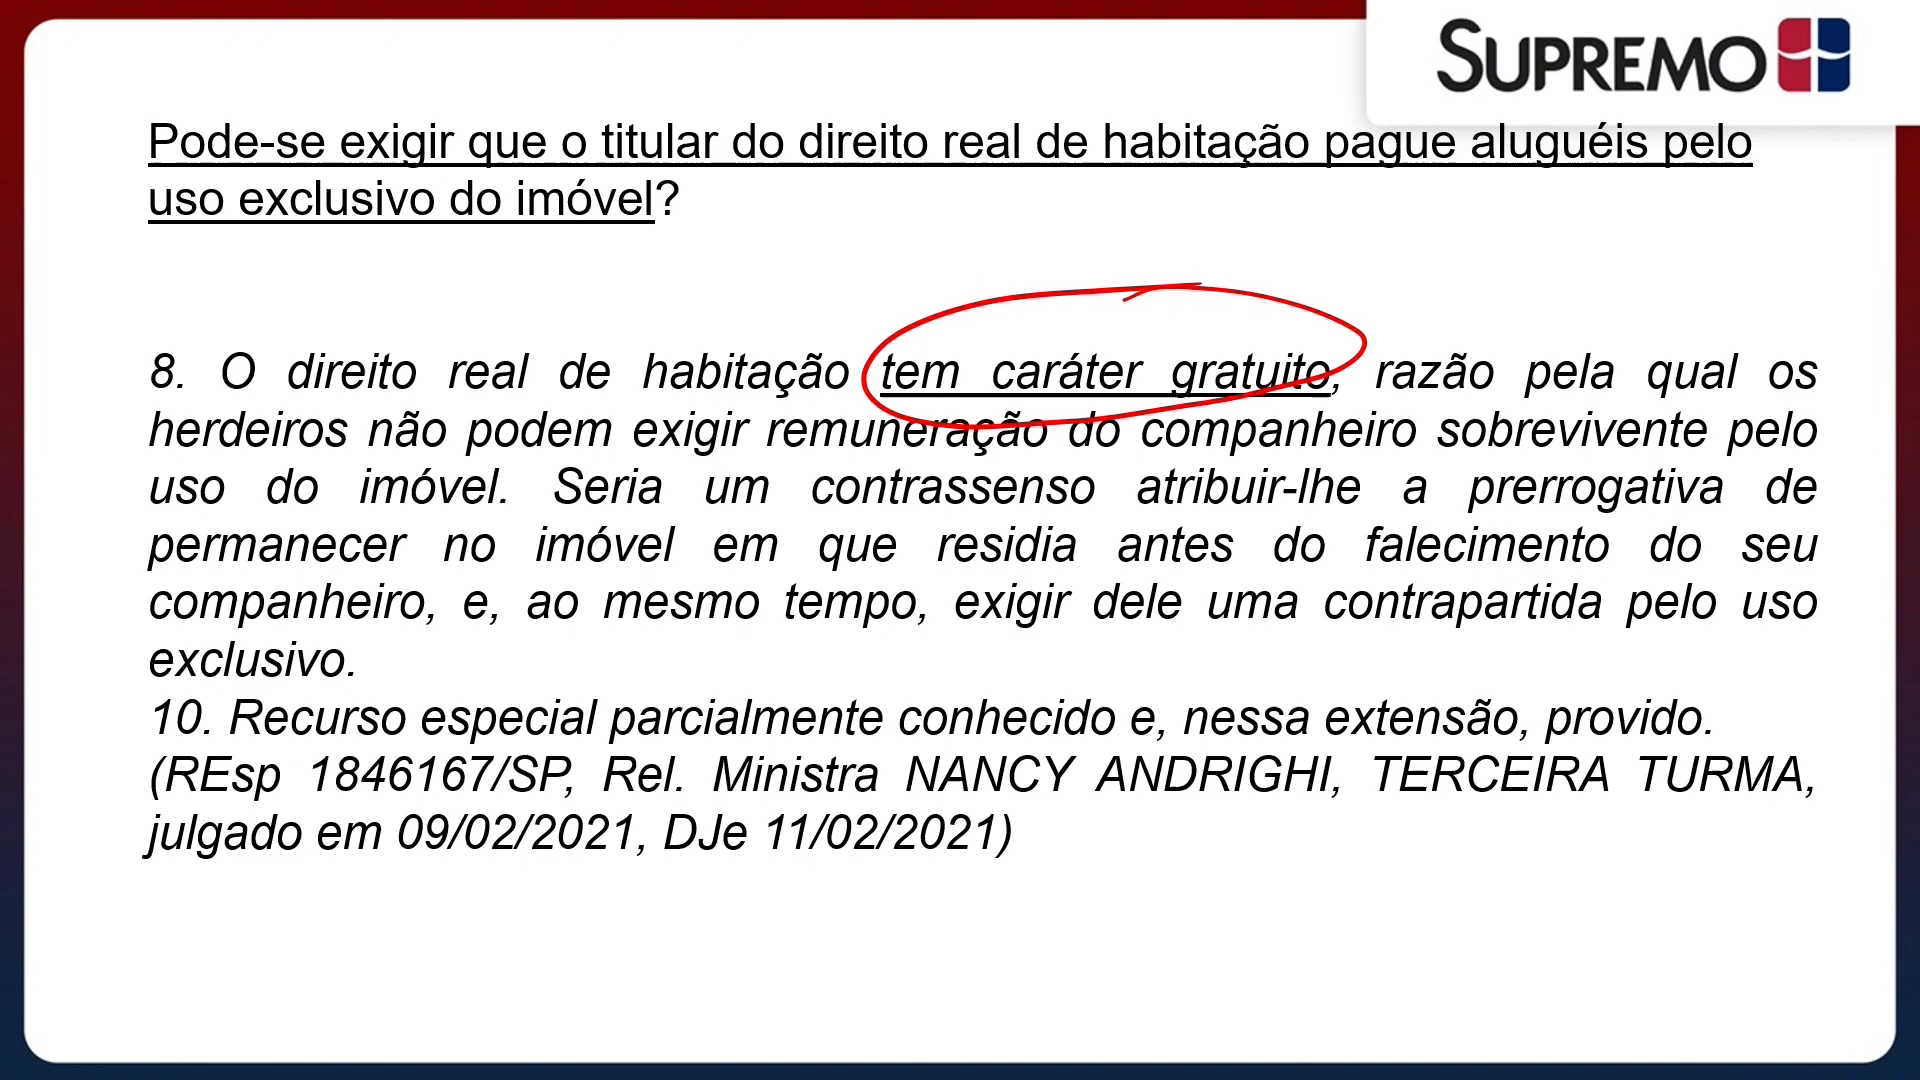 SUPREMO
Pode-se exigir que o titular do direito real de habitação pague aluguéis pelo
uso exclusivo do imóvel?
8. O direito real de habitação tem caráter gratuito, razão pela qual os
herdeiros não podem exigir remuneração do companheiro sobrevivente pelo
uso do imóvel. Seria um contrassenso atribuir-lhe a prerrogativa de
permanecer no imóvel em que residia antes do falecimento do seu
companheiro, e, ao mesmo tempo, exigir dele uma contrapartida pelo uso
exclusivo.
10. Recurso especial parcialmente conhecido e, nessa extensão, provido.
(REsp 1846167/SP, Rel. Ministra NANCY ANDRIGHI, TERCEIRA TURMA,
julgado em 09/02/2021, DJe 11/02/2021)